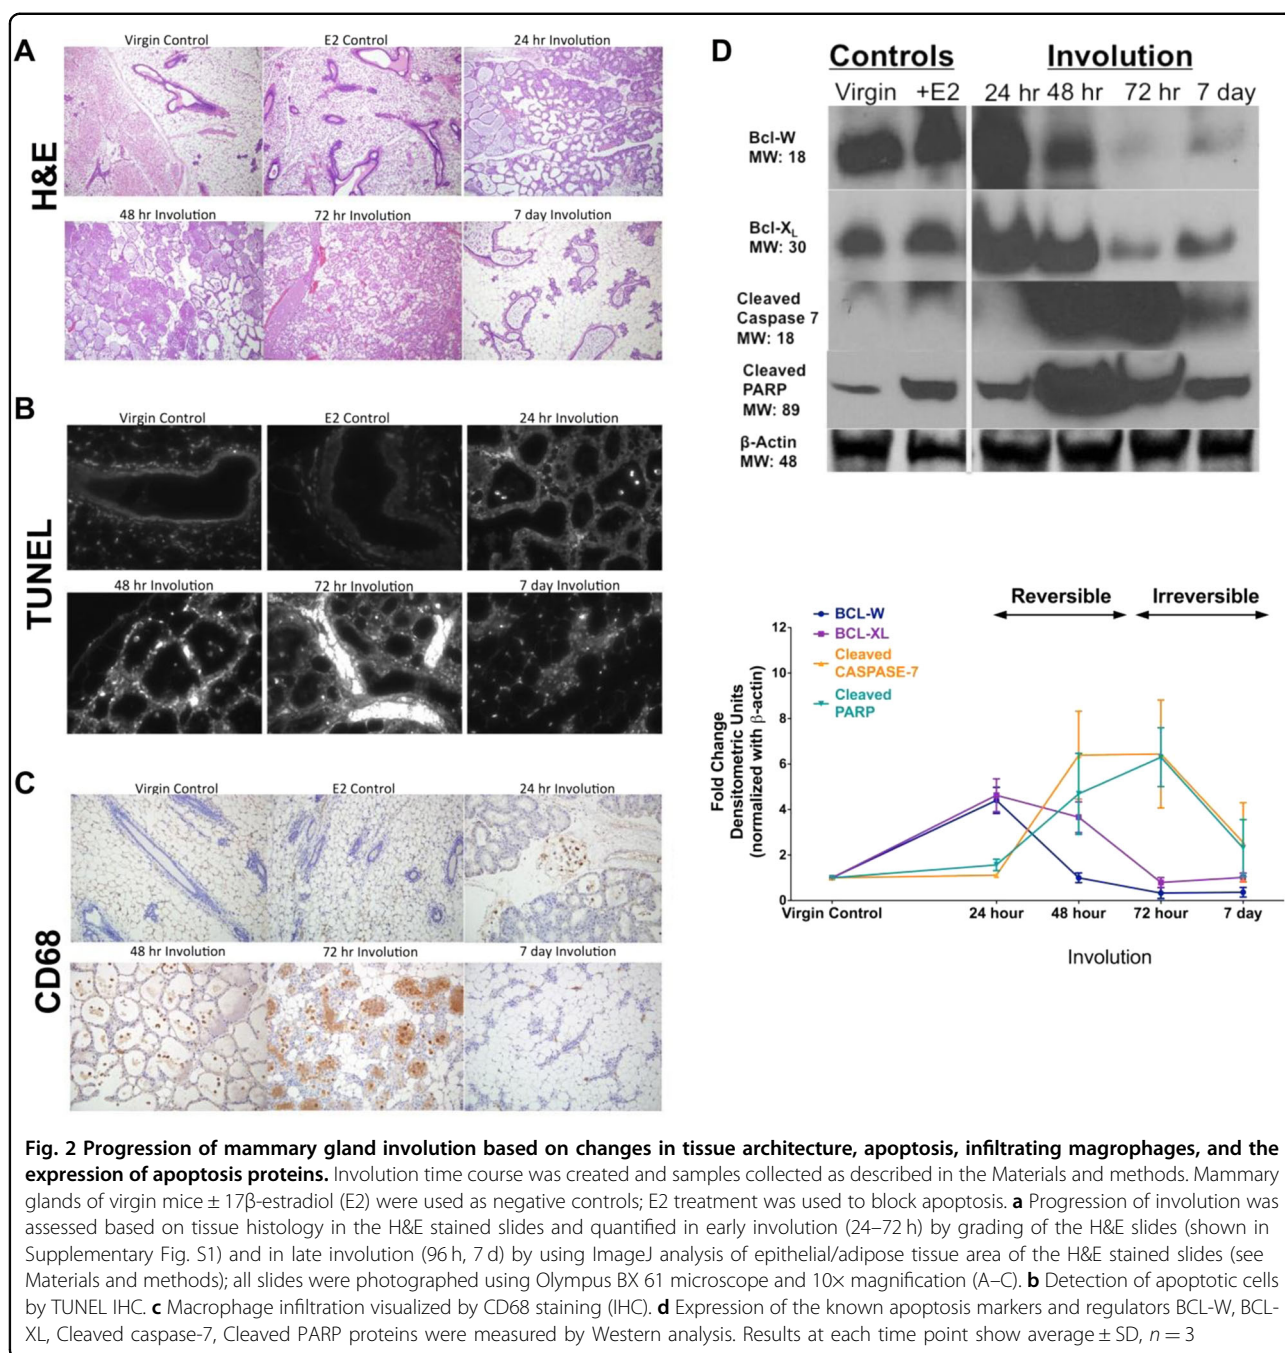 A
H&E
Virgin Control
E2 Control
24 hr Involution
48 hr Involution
72 hr Involution
7 day Involution
B
TUNEL
Virgin Control
E2 Control
24 hr Involution
48 hr Involution
72 hr Involution
7 day Involution
C
CD68
Virgin Control
E2 Control
24 hr Involution
48 hr Involution
72 hr Involution
7 day Involution
D
Controls
Involution
Virgin +E2 24 hr 48 hr 72 hr 7 day
Bcl-W
MW: 18
Bcl-XL
MW: 30
Cleaved
Caspase 7
MW: 18
Cleaved
PARP
MW: 89
β-Actin
MW: 48
Reversible
Irreversible
BCL-W
BCL-XL
Cleaved
CASPASE-7
Cleaved
PARP
Fold Change
Densitometric Units
(normalized with β-actin)
12
10
8
6
4
2
0
Virgin Control 24 hour 48 hour 72 hour 7 day
Involution
Fig. 2 Progression of mammary gland involution based on changes in tissue architecture, apoptosis, infiltrating magrophages, and the
expression of apoptosis proteins. Involution time course was created and samples collected as described in the Materials and methods. Mammary
glands of virgin mice ± 17β-estradiol (E2) were used as negative controls; E2 treatment was used to block apoptosis. a Progression of involution was
assessed based on tissue histology in the H&E stained slides and quantified in early involution (24–72 h) by grading of the H&E slides (shown in
Supplementary Fig. S1) and in late involution (96 h, 7 d) by using ImageJ analysis of epithelial/adipose tissue area of the H&E stained slides (see
Materials and methods); all slides were photographed using Olympus BX 61 microscope and 10× magnification (A–C). b Detection of apoptotic cells
by TUNEL IHC. c Macrophage infiltration visualized by CD68 staining (IHC). d Expression of the known apoptosis markers and regulators BCL-W, BCL-
XL, Cleaved caspase-7, Cleaved PARP proteins were measured by Western analysis. Results at each time point show average ± SD, n = 3